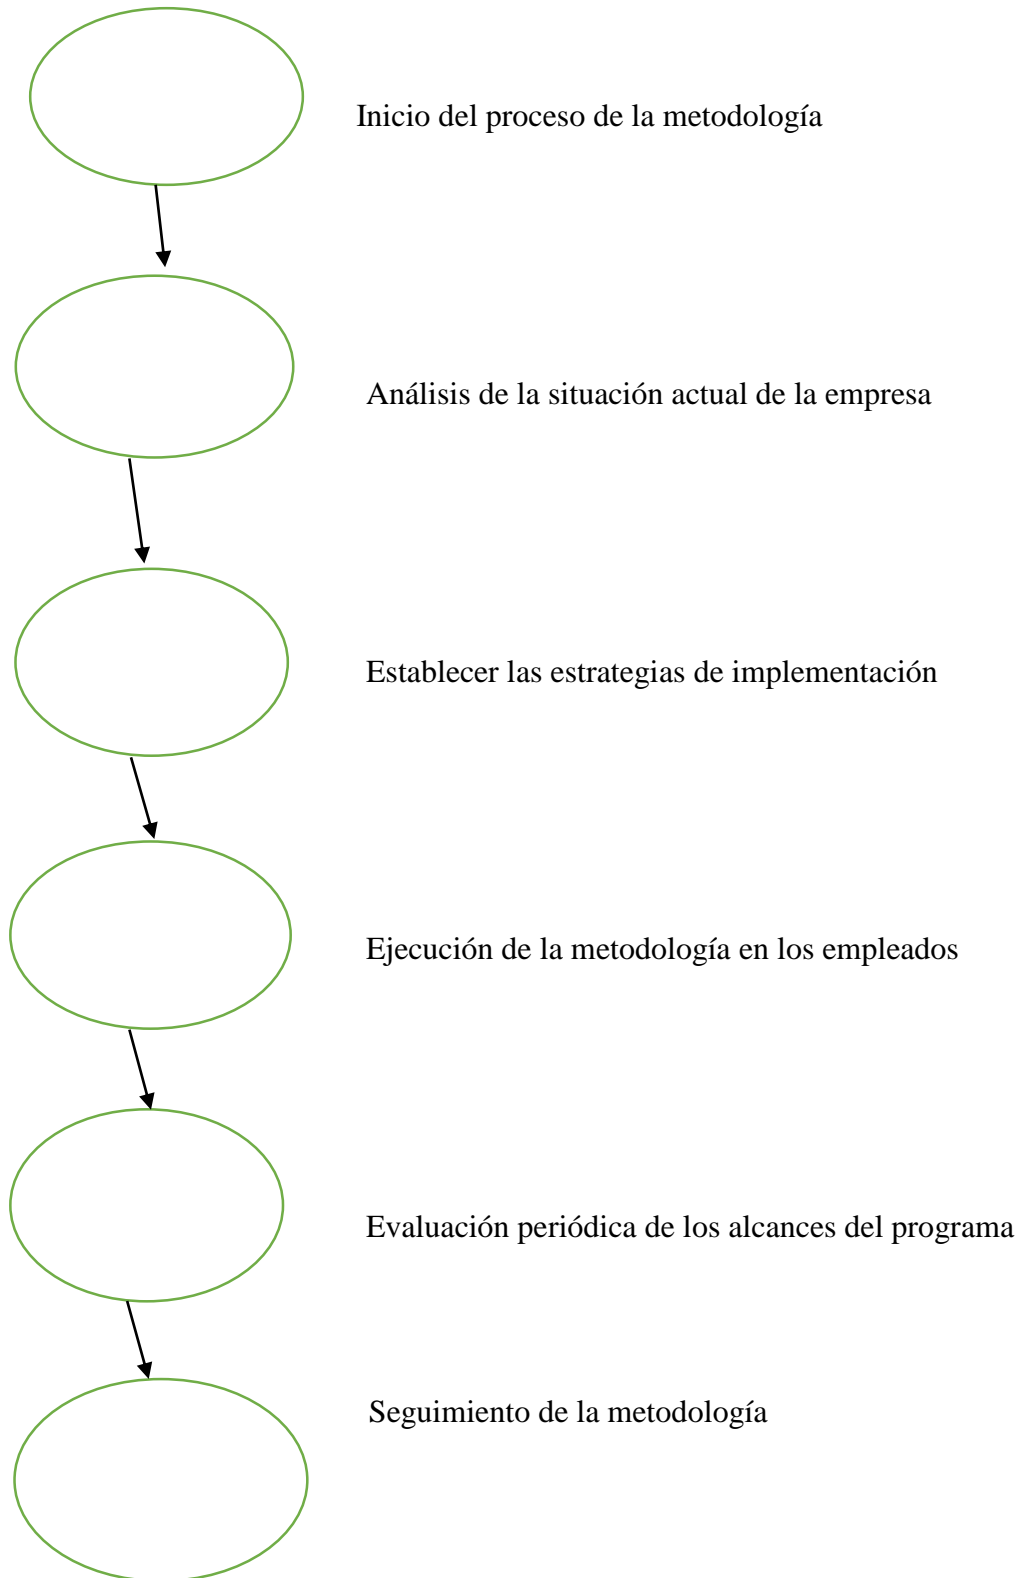 Inicio del proceso de la metodología
Análisis de la situación actual de la empresa
Establecer las estrategias de implementación
Ejecución de la metodología en los empleados
Evaluación periódica de los alcances del programa
Seguimiento de la metodología